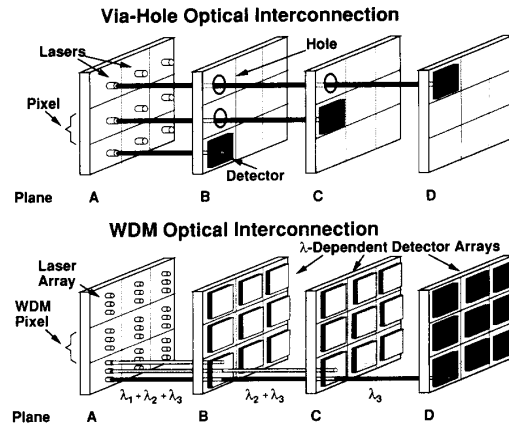 Via-Hole Optical Interconnection
Lasers
Hole
Pixel
Detector
Plane A B C D
WDM Optical Interconnection
λ-Dependent Detector Arrays
Laser
Array
WDM
Pixel
λ1 + λ2 + λ3 λ2 + λ3 λ3
Plane A B C D